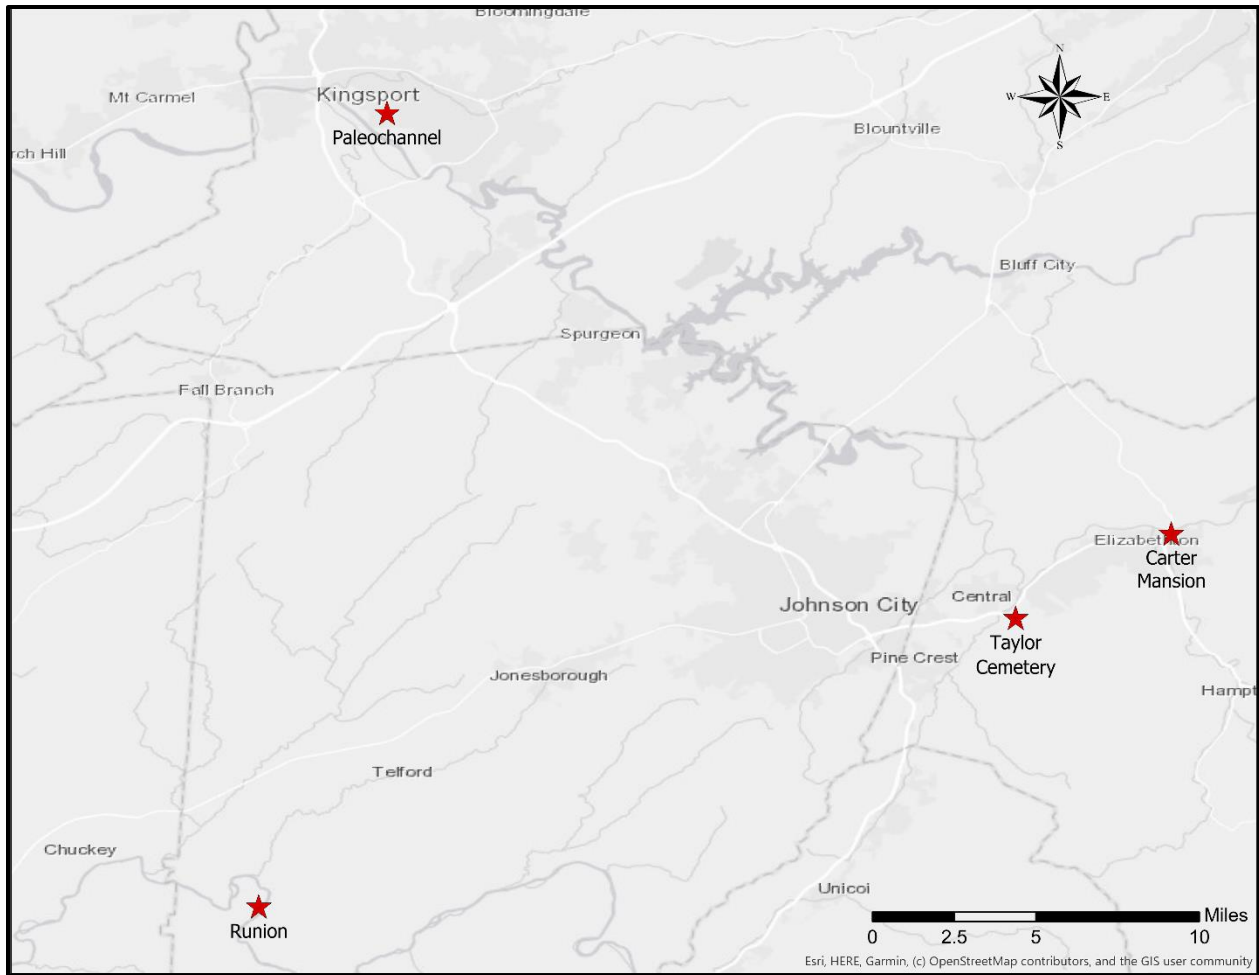 Bloomingdale
N
Mt Carmel
Kingsport
W
E
Paleochannel
Blountville
S
rch Hill
Bluff City
Spurgeon
Fall Branch
Elizabethton
Carter
Mansion
Central
Johnson City
Taylor
Cemetery
Pine Crest
Jonesborough
Hampt
Telford
Chuckey
Unicoi
Runion
Miles
0 2.5 5 10
Esri, HERE, Garmin, (c) OpenStreetMap contributors, and the GIS user community